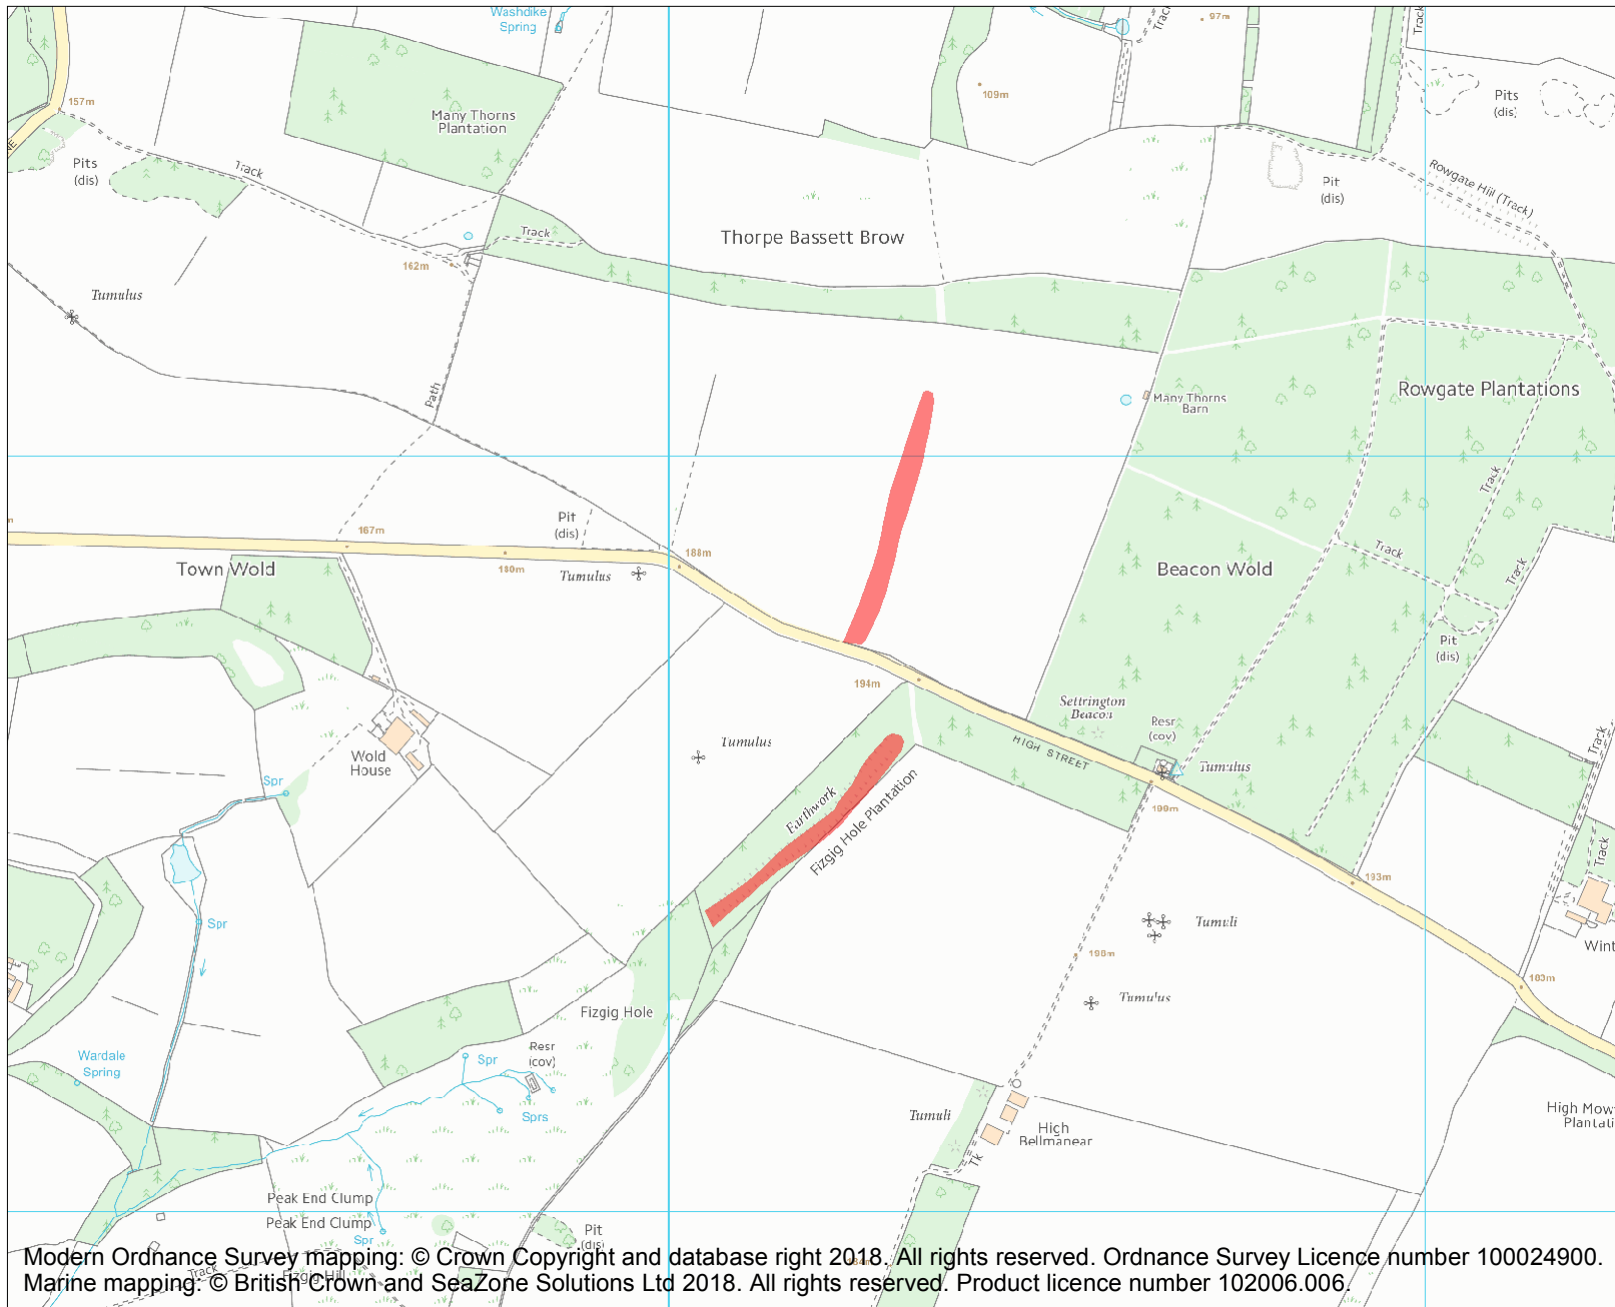 Washdike
Spring
Track
97m
Track
157m
109m
Many Thorns
Plantation
Pits
(dis)
NE
Pits
(dis)
Track
Pit
(dis)
Rowgate Hill (Track)
Track
Thorpe Bassett Brow
162m
Tumulus
Path
Many Thorns
Barn
Rowgate Plantations
Track
Pit
(dis)
167m
188m
180m
Tumulus
Town Wold
Beacon Wold
Track
Track
Pit
(dis)
194m
Settrington
Beacon
Resr
(cov)
HIGH STREET
Tumulus
Tumulus
Wold
House
Spr
Earthwork
Fizgig Hole Plantation
199m
Track
Track
193m
Spr
Tumuli
Wint
198m
Tumulus
183m
Fizgig Hole
Resr
(cov)
Spr
Wardale
Spring
Sprs
Tumuli
High
Bellmanear
High Mow
Plantati
Tk
Peak End Clump
Peak End Clump
Spr
Pit
(dis)
Track
Fizgig Hill
Modern Ordnance Survey mapping: © Crown Copyright and database right 2018. All rights reserved. Ordnance Survey Licence number 100024900.
Marine mapping: © British Crown and SeaZone Solutions Ltd 2018. All rights reserved. Product licence number 102006.006.